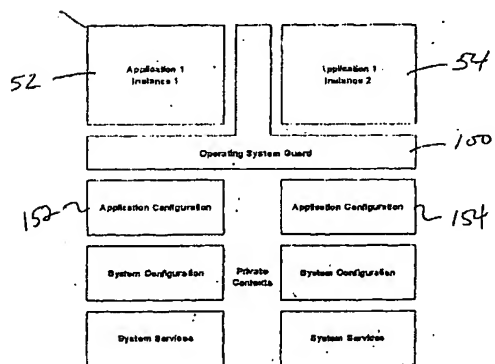 Application 1
Instance 1
Application 1
Instance 2
52
54
Operating System Guard
100
152
Application Configuration
Application Configuration
154
System Configuration
Private
Contexts
System Configuration
System Services
System Services